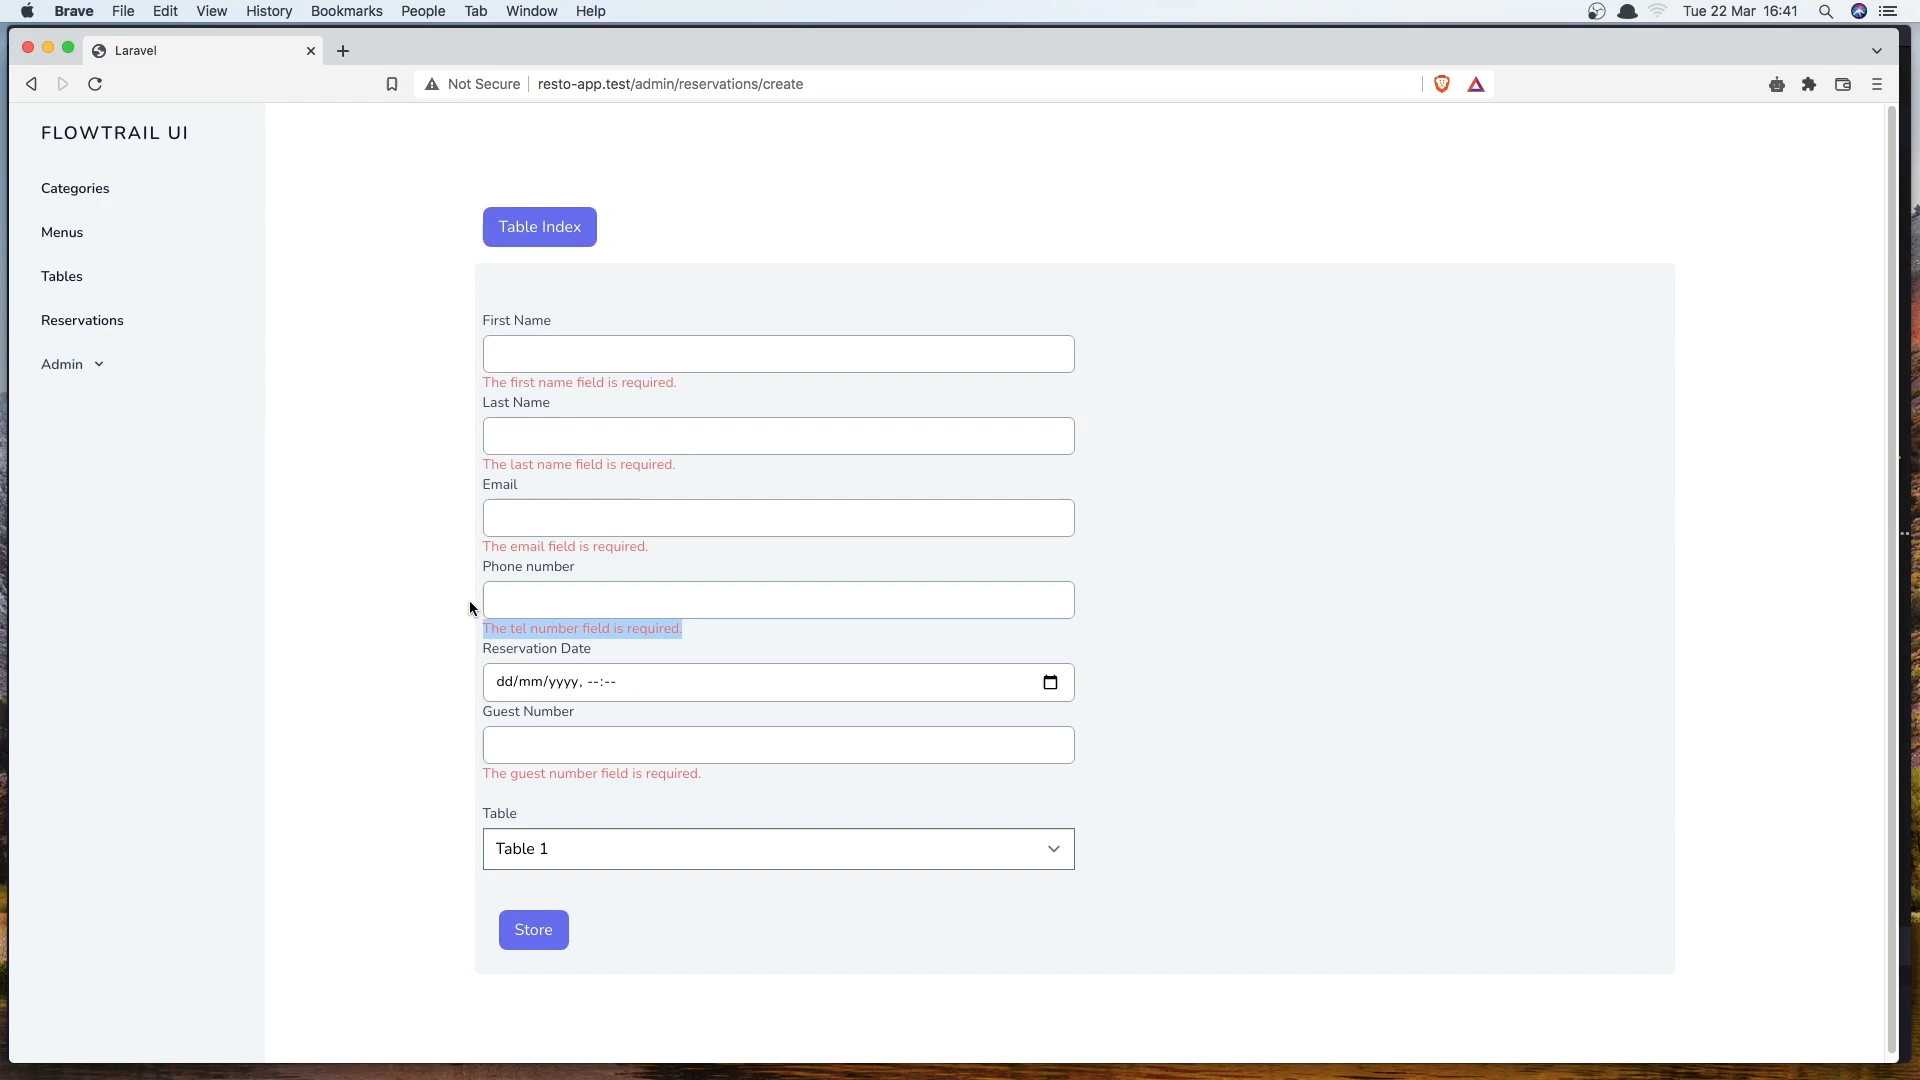 Brave File Edit View History Bookmarks People Tab Window Help Tue 22 Mar 16:41
Laravel
Not Secure resto-app.test/admin/reservations/create
FLOWTRAIL UI
Categories
Menus
Tables
Reservations
Admin
Table Index
First Name
The first name field is required.
Last Name
The last name field is required.
Email
The email field is required.
Phone number
The tel number field is required.
Reservation Date
dd/mm/yyyy, --:--
Guest Number
The guest number field is required.
Table
Table 1
Store